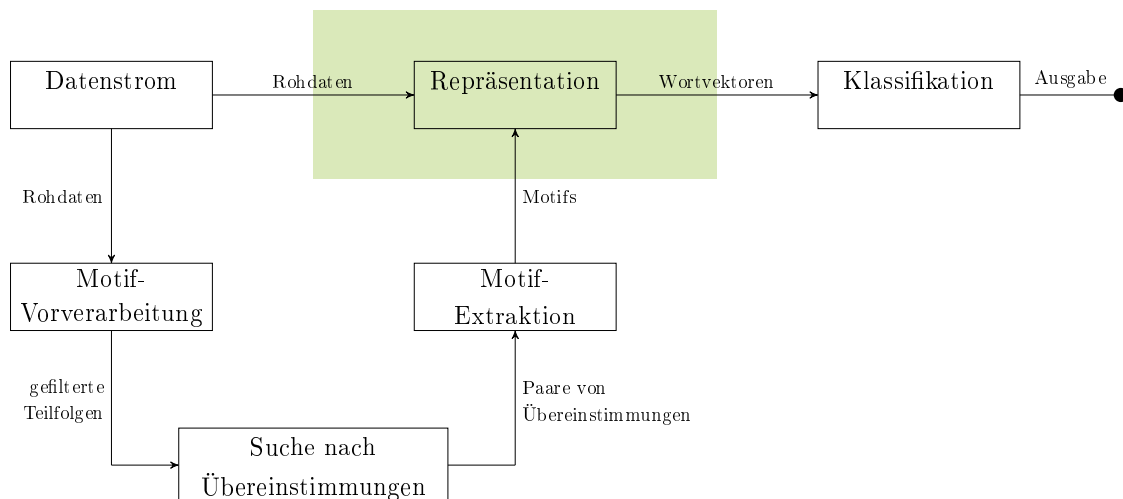 Datenstrom
Rohdaten
Repräsentation
Wortvektoren
Klassifikation
Ausgabe
Rohdaten
Motifs
Motif-
Vorverarbeitung
Motif-
Extraktion
gefilterte
Teilfolgen
Paare von
Übereinstimmungen
Suche nach
Übereinstimmungen